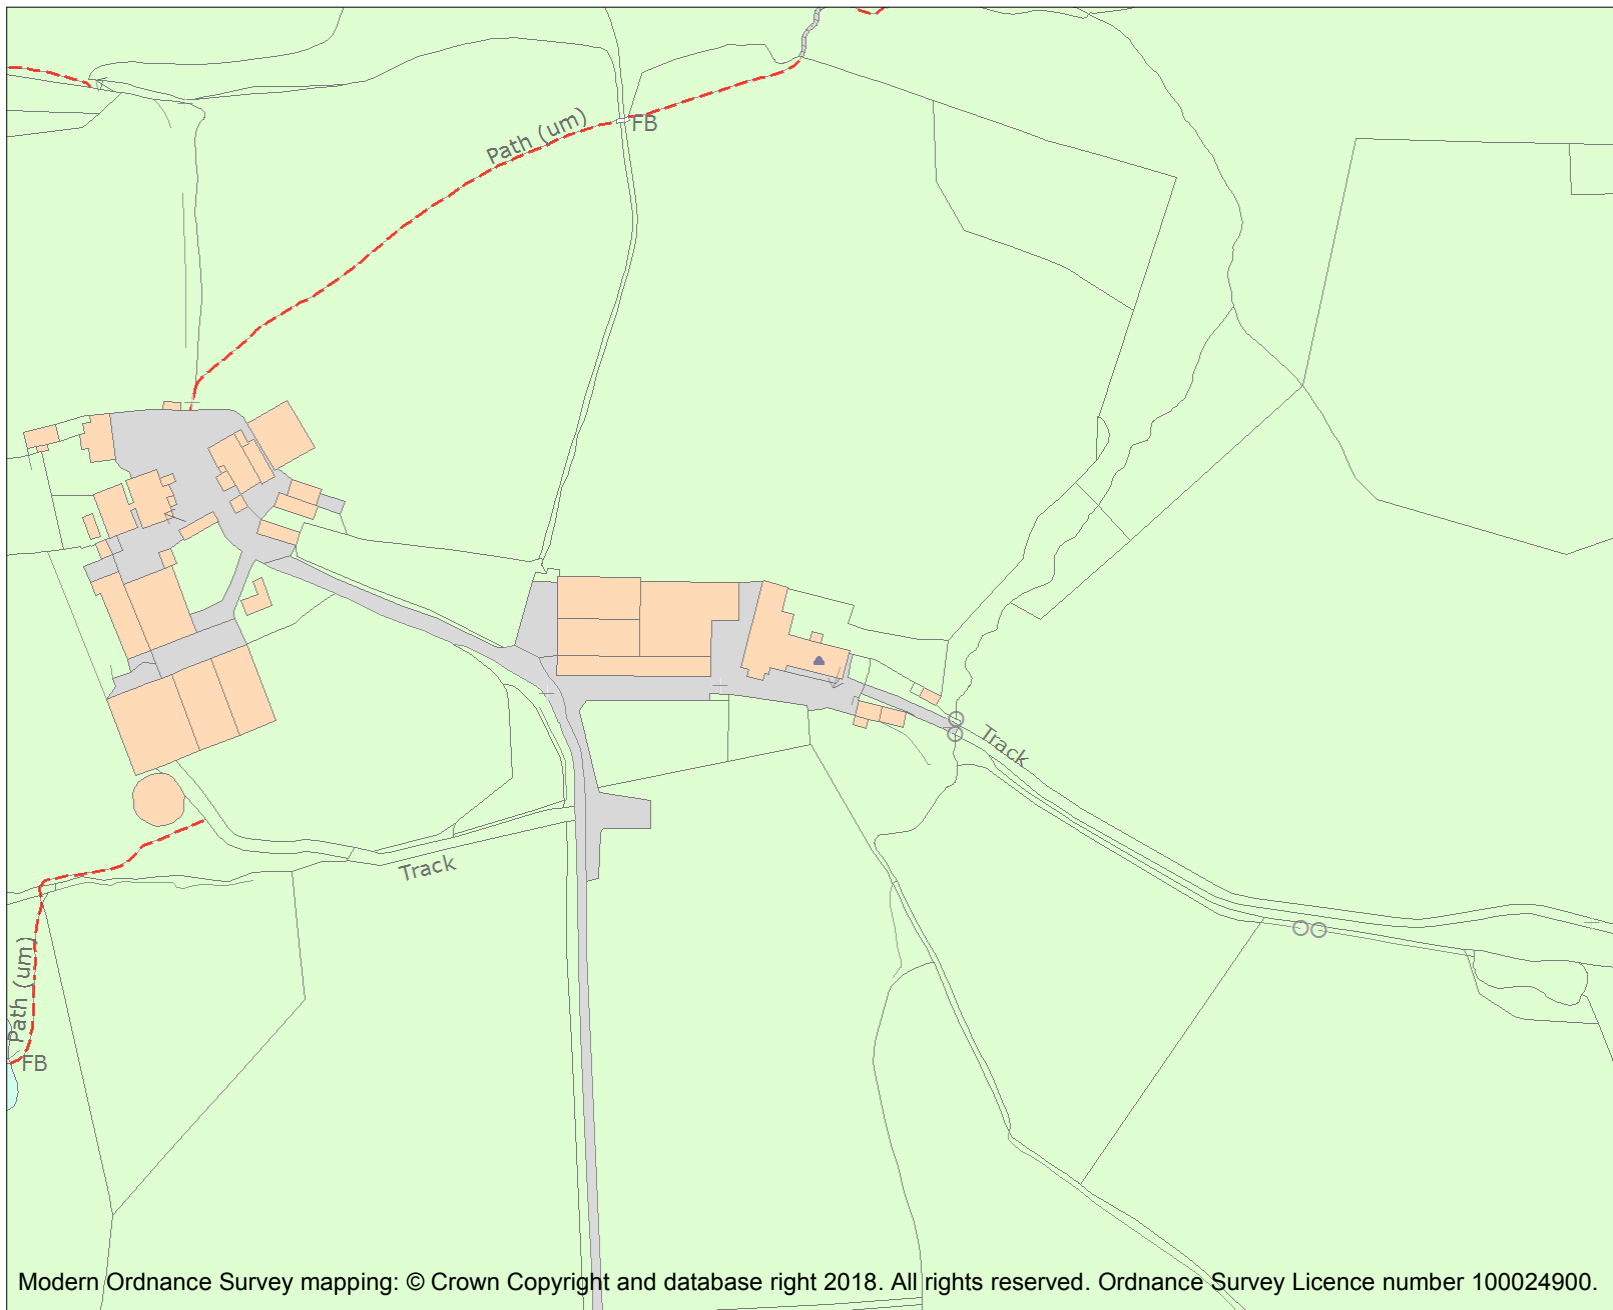 Path (um)
FB
Track
Track
Path (um)
FB
Modern Ordnance Survey mapping: © Crown Copyright and database right 2018. All rights reserved. Ordnance Survey Licence number 100024900.